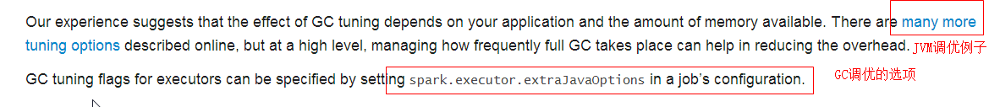 Our experience suggests that the effect of GC tuning depends on your application and the amount of memory available. There are many more
tuning options described online, but at a high level, managing how frequently full GC takes place can help in reducing the overhead. JVM调优例子
GC tuning flags for executors can be specified by setting spark.executor.extraJavaOptions in a job's configuration. GC调优的选项